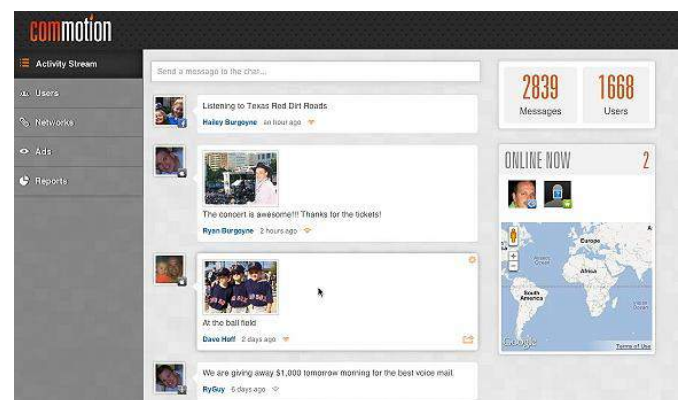 commotion
Activity Stream
Users
Networks
Ads
Reports
Send a message to the chat...
Listening to Texas Red Dirt Roads
Hailey Burgoyne an hour ago
The concert is awesome!!! Thanks for the tickets!
Ryan Burgoyne 2 hours ago
At the ball field
Dave Hoff 2 days ago
We are giving away $1,000 tomorrow morning for the best voice mail
RyGuy 6 days ago
2839 1668
Messages Users
ONLINE NOW 2
Europe
Africa
South
America
Google
Terms of Use